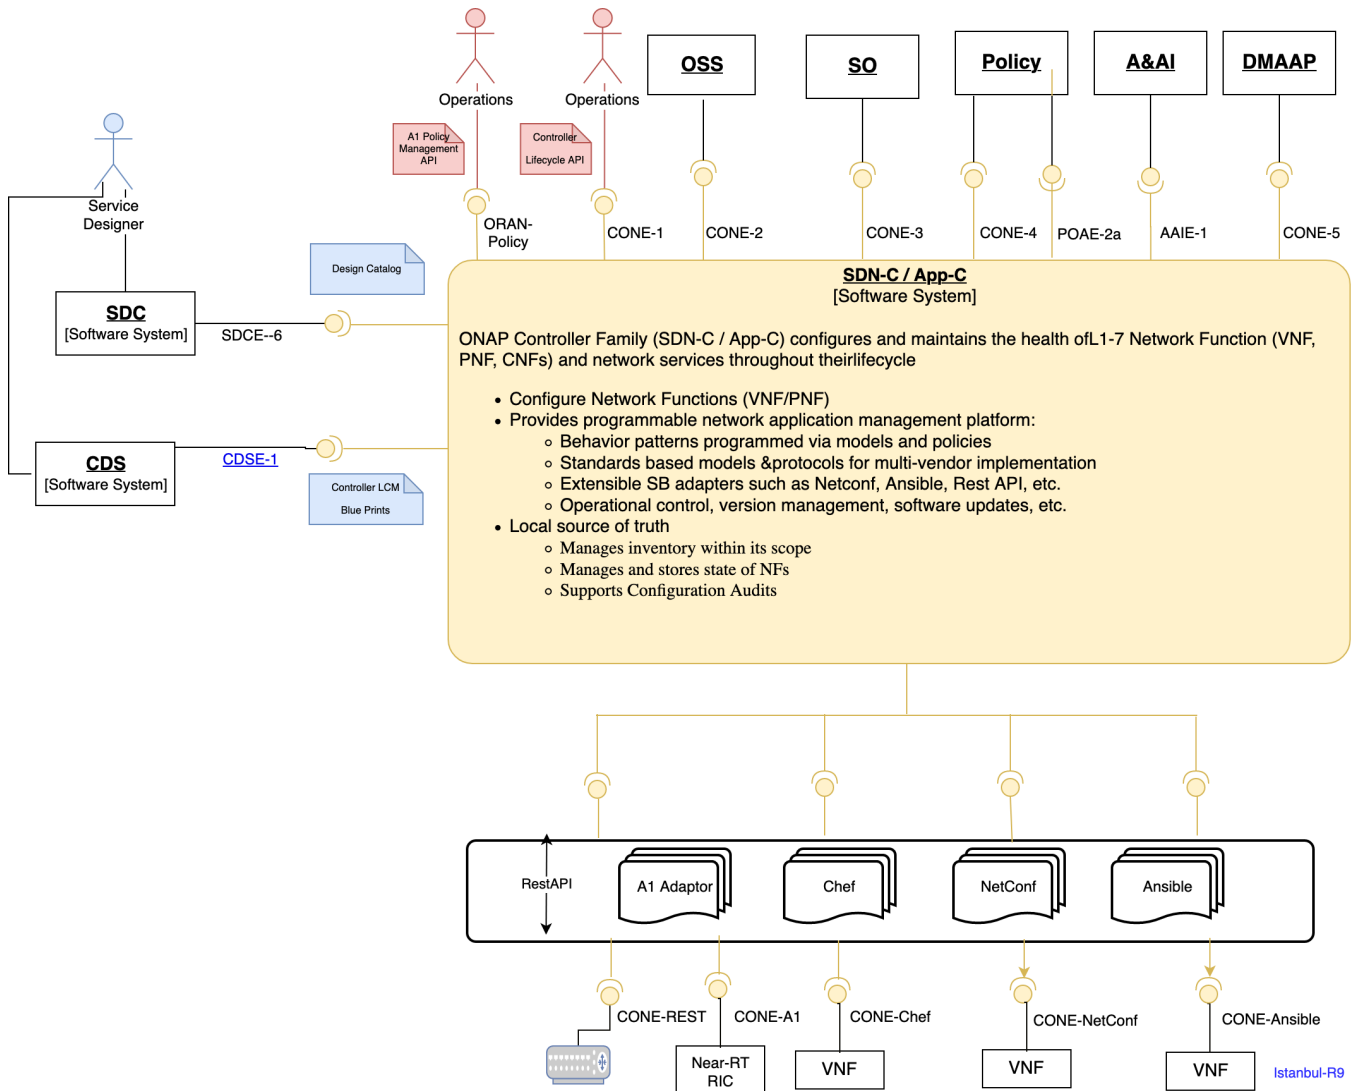 OSS
SO
Policy
A&AI
DMAAP
Operations
Operations
A1 Policy
Management
API
Controller
Lifecycle API
Service
Designer
ORAN-
Policy
CONE-1
CONE-2
CONE-3
CONE-4
POAE-2a
AAIE-1
CONE-5
Design Catalog
SDC
[Software System]
SDCE--6
CDS
[Software System]
CDSE-1
Controller LCM
Blue Prints
SDN-C / App-C
[Software System]
ONAP Controller Family (SDN-C / App-C) configures and maintains the health ofL1-7 Network Function (VNF,
PNF, CNFs) and network services throughout theirlifecycle
• Configure Network Functions (VNF/PNF)
• Provides programmable network application management platform:
◦ Behavior patterns programmed via models and policies
◦ Standards based models &protocols for multi-vendor implementation
◦ Extensible SB adapters such as Netconf, Ansible, Rest API, etc.
◦ Operational control, version management, software updates, etc.
• Local source of truth
◦ Manages inventory within its scope
◦ Manages and stores state of NFs
◦ Supports Configuration Audits
RestAPI
A1 Adaptor
Chef
NetConf
Ansible
CONE-REST
CONE-A1
CONE-Chef
CONE-NetConf
CONE-Ansible
Near-RT
RIC
VNF
VNF
VNF
Istanbul-R9